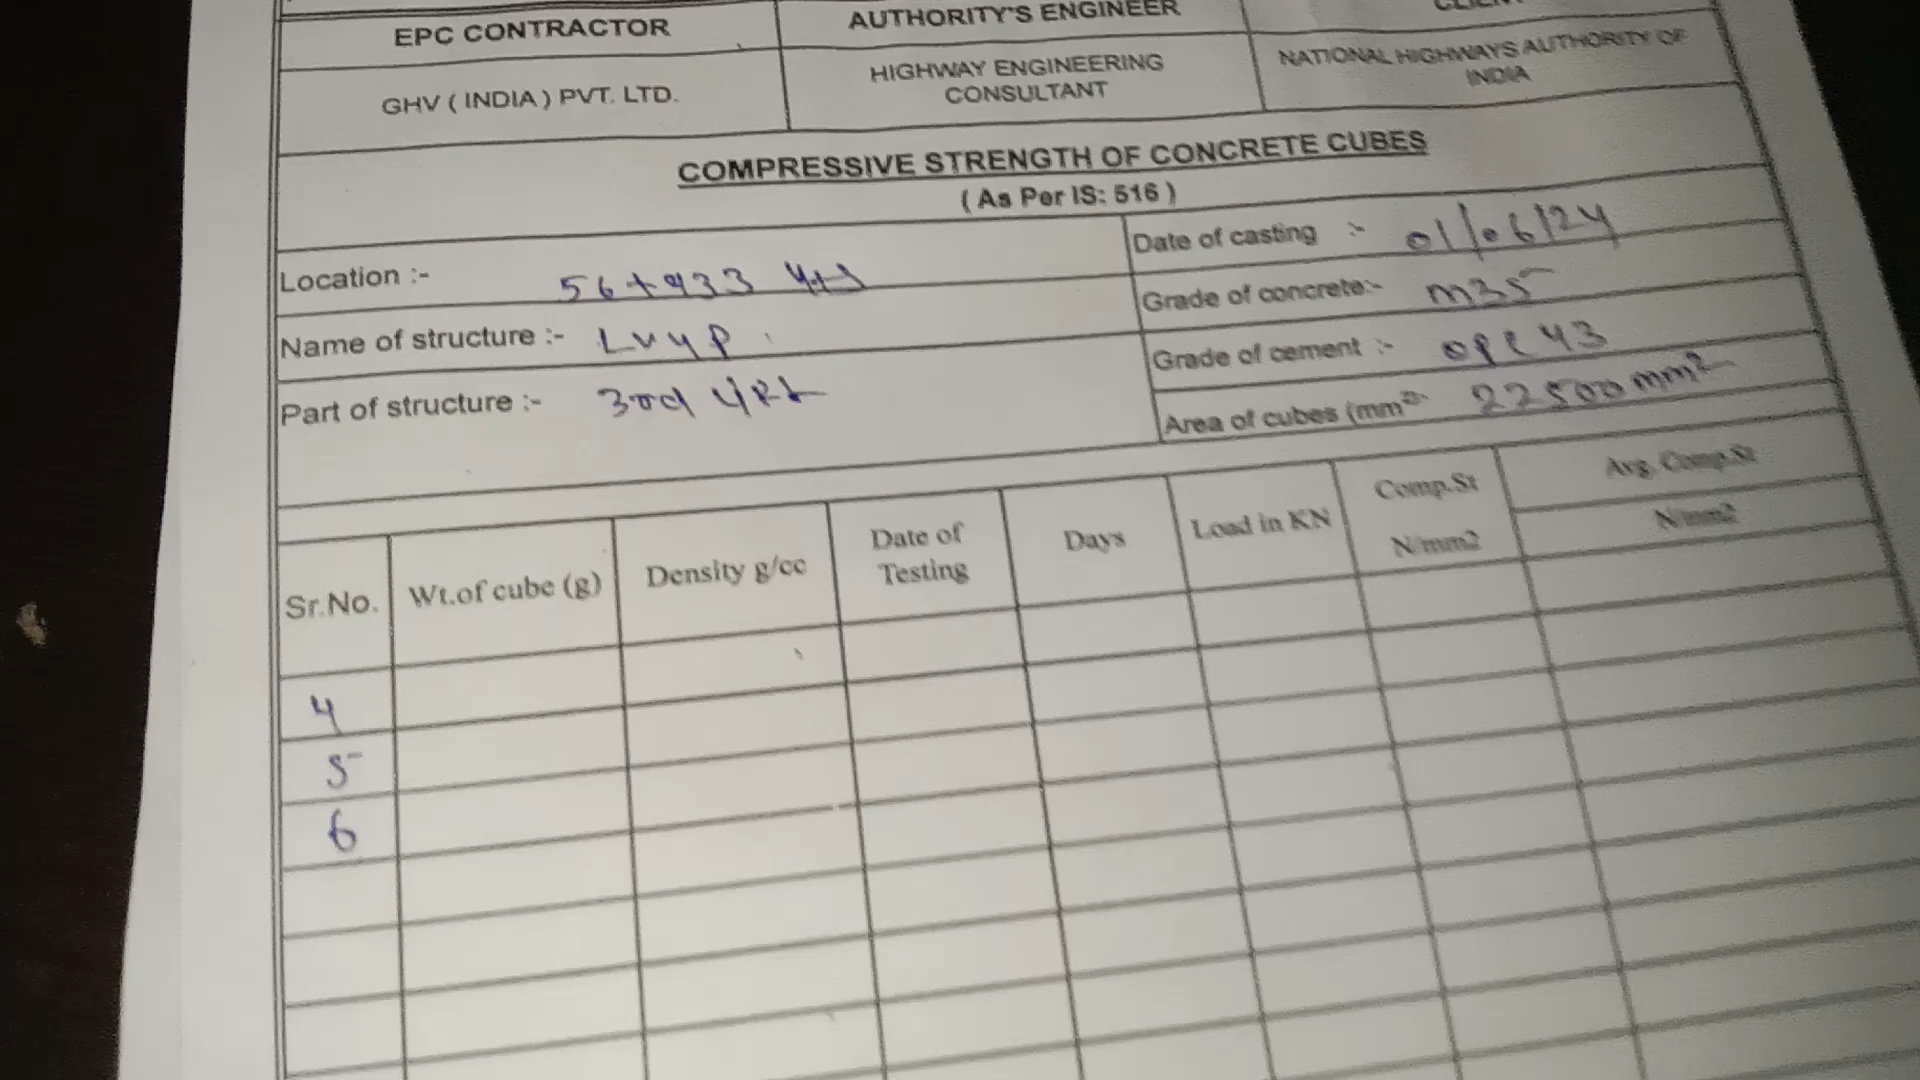 EPC CONTRACTOR AUTHORITY'S ENGINEER
GHV ( INDIA ) PVT. LTD. HIGHWAY ENGINEERING CONSULTANT NATIONAL HIGHWAYS AUTHORITY OF INDIA
COMPRESSIVE STRENGTH OF CONCRETE CUBES
( As Per IS: 516 )
Location :- 56+933
Date of casting :- 01/06/24
Name of structure :- LVUP
Grade of concrete:- M35
Part of structure :- 3rd
Grade of cement :- OPC 43
Area of cubes (mm² 22500 mm²
Sr.No. Wt.of cube (g) Density g/cc Date of Testing Days Load in KN Comp.St N/mm2 Avg. Comp.St N/mm2
4
5
6